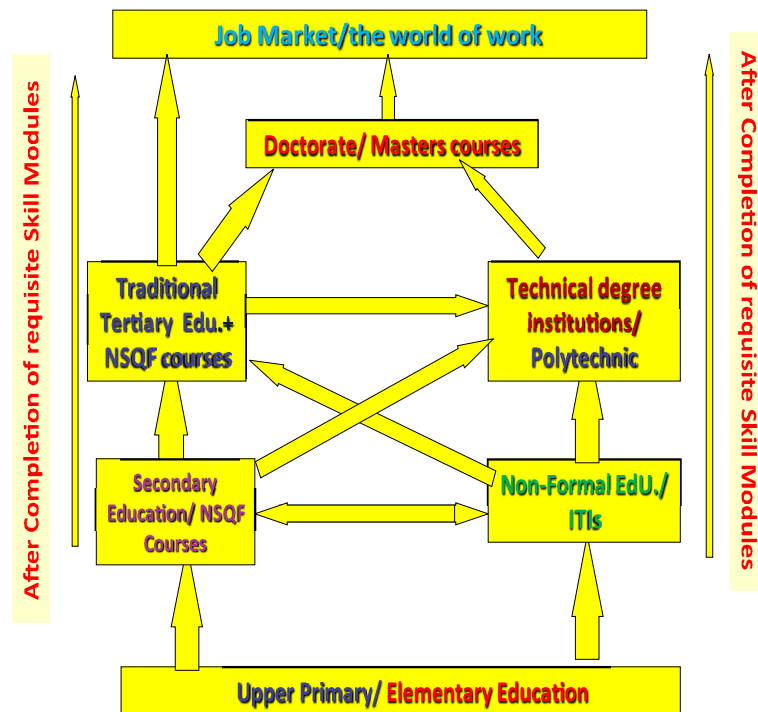 Job Market/the world of work
Doctorate/ Masters courses
After Completion of requisite Skill Modules
After Completion of requisite Skill Modules
Traditional
Tertiary Edu.+
NSQF courses
Technical degree
institutions/
Polytechnic
Secondary
Education/ NSQF
Courses
Non-Formal EdU./
ITIs
Upper Primary/ Elementary Education